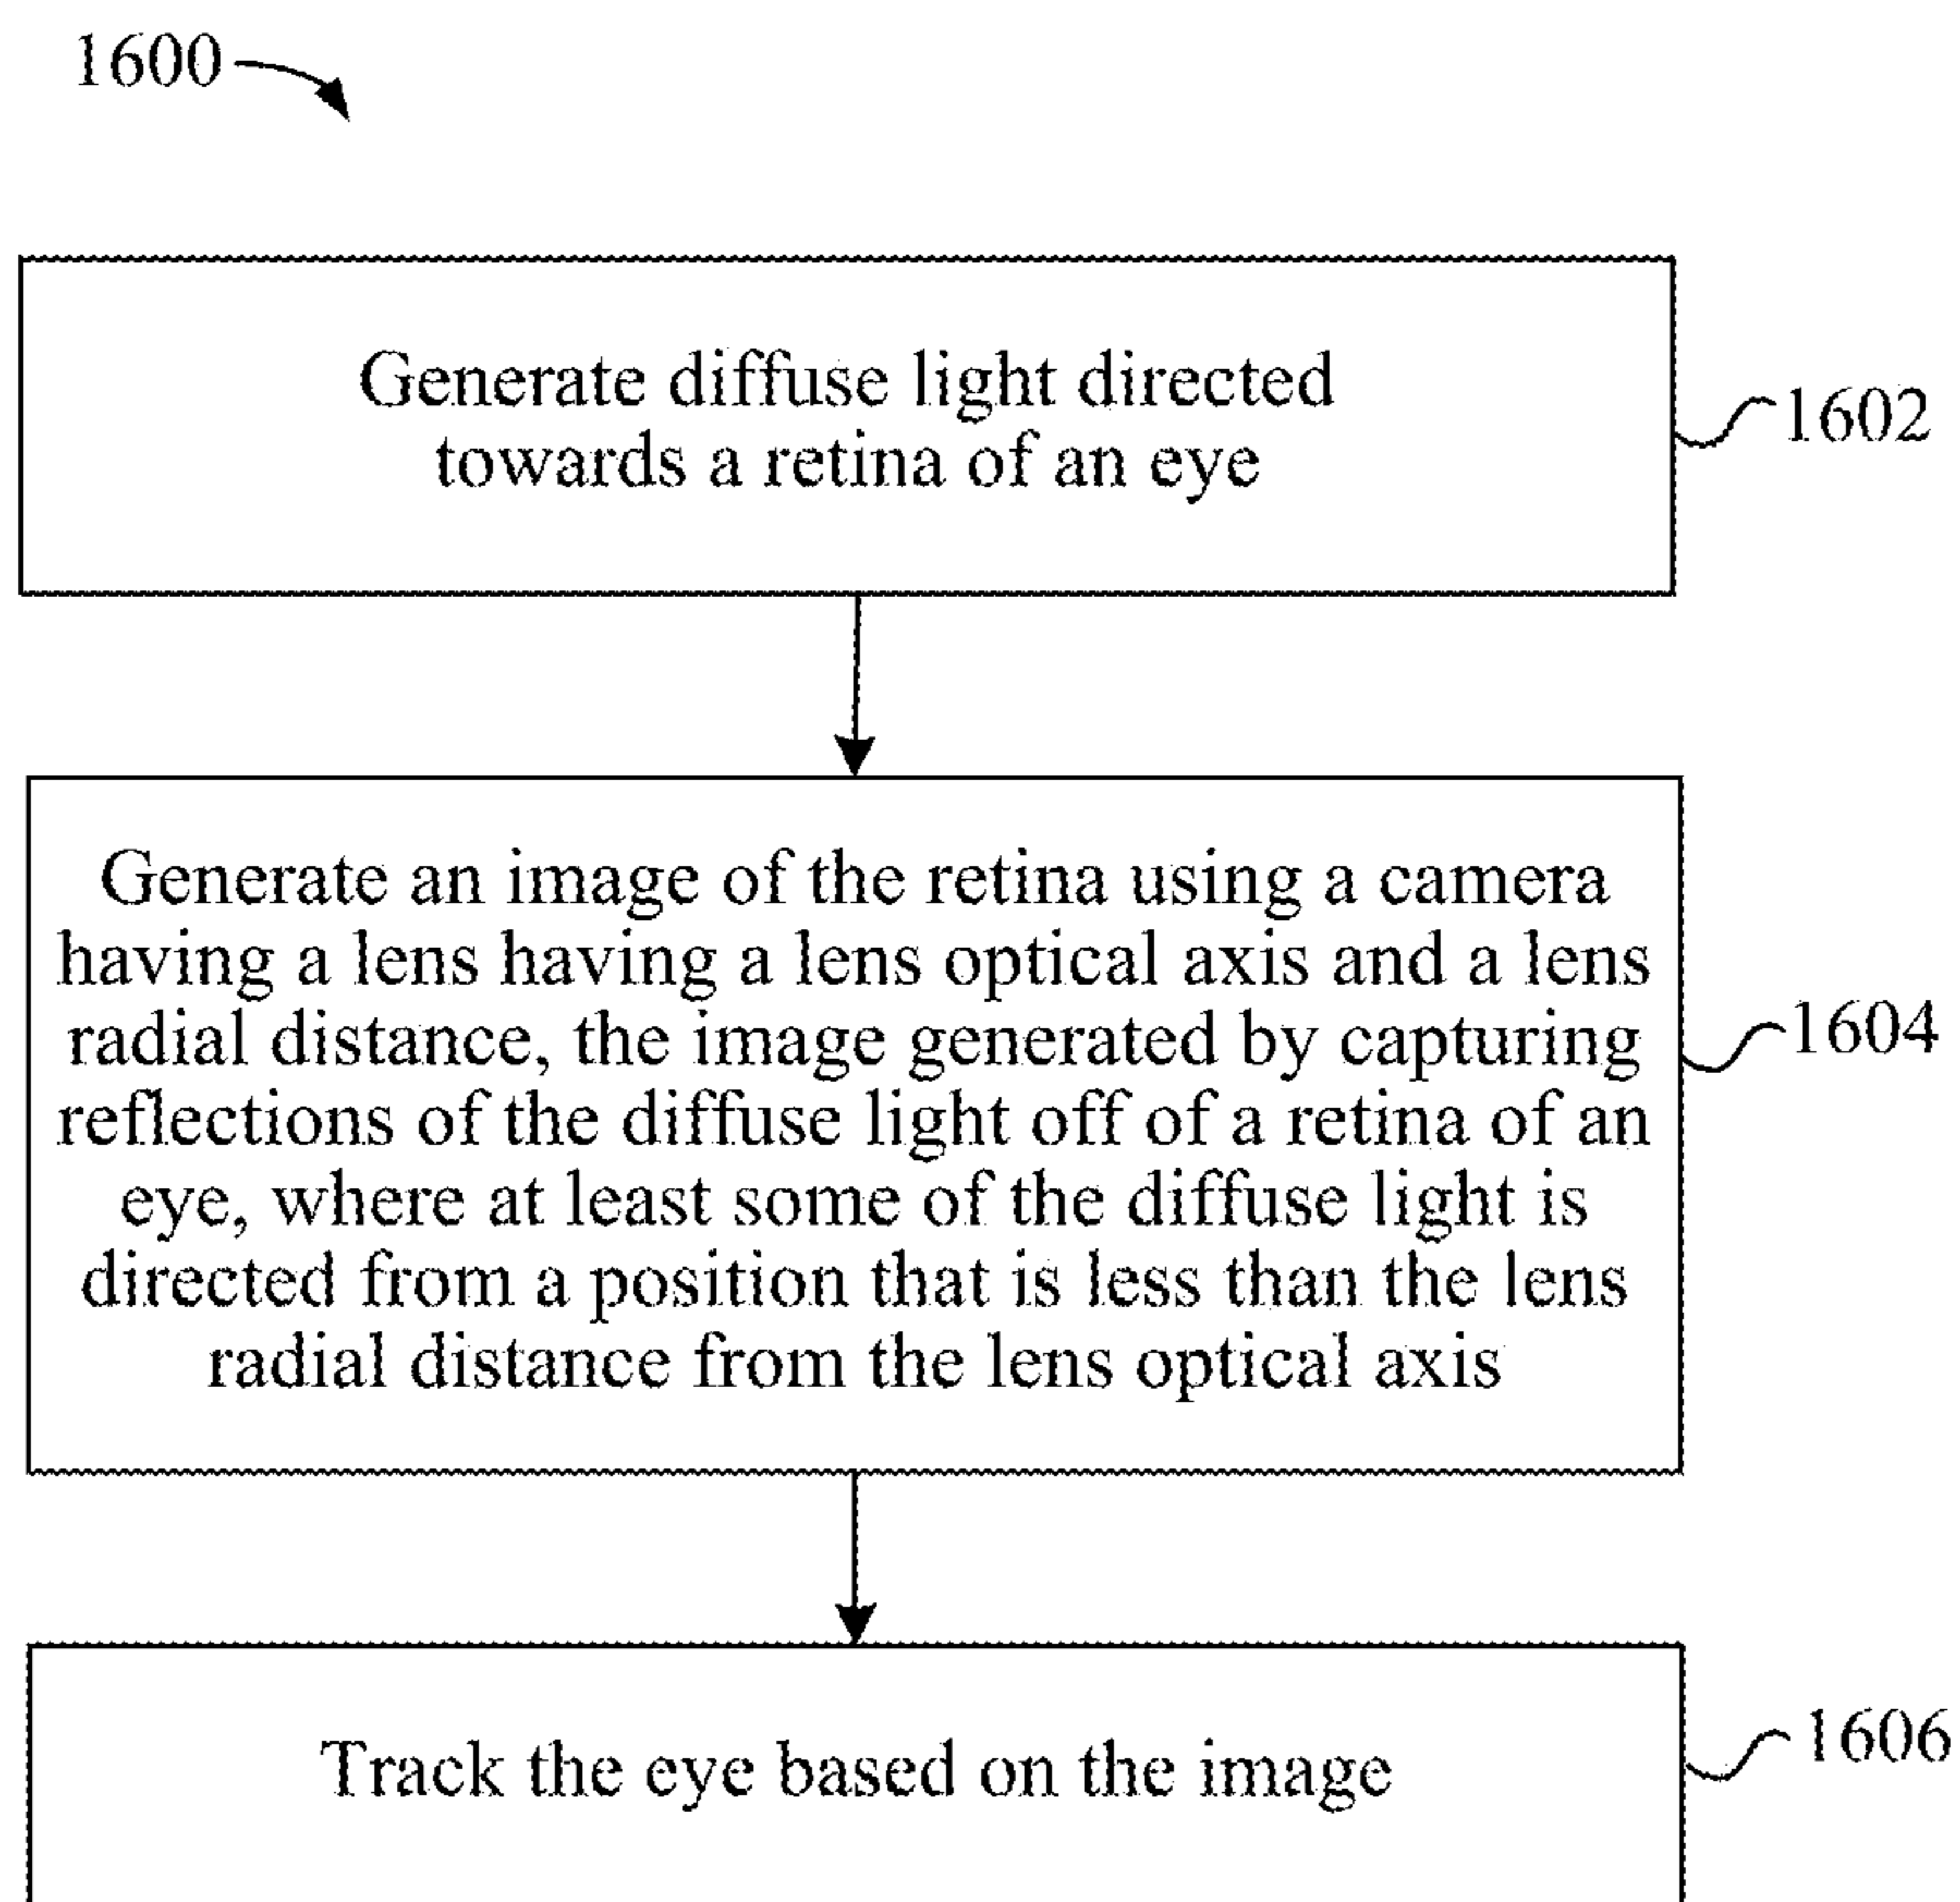 1600
Generate diffuse light directed
towards a retina of an eye
1602
Generate an image of the retina using a camera
having a lens having a lens optical axis and a lens
radial distance, the image generated by capturing
reflections of the diffuse light off of a retina of an
eye, where at least some of the diffuse light is
directed from a position that is less than the lens
radial distance from the lens optical axis
1604
Track the eye based on the image
1606